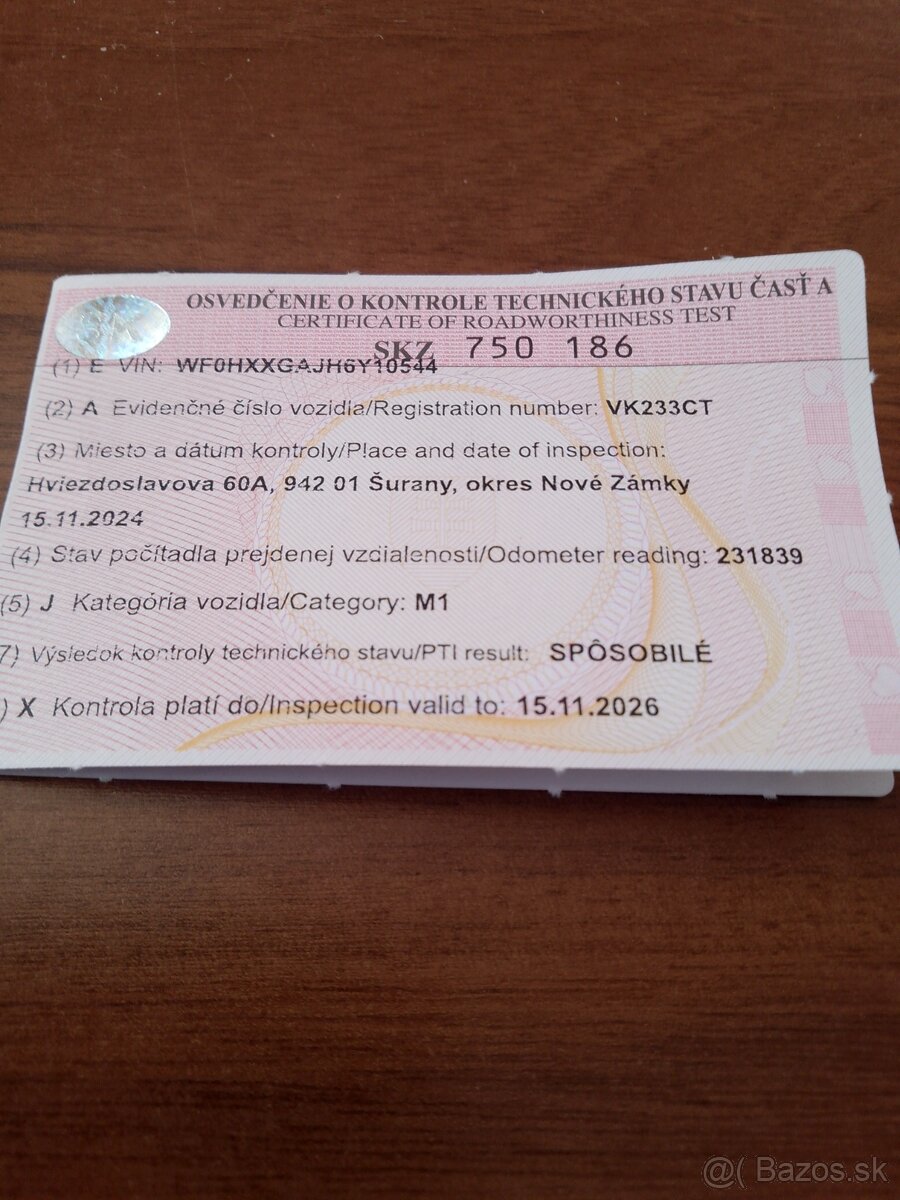 OSVEDČENIE O KONTROLE TECHNICKÉHO STAVU ČASŤ A
CERTIFICATE OF ROADWORTHINESS TEST
SKZ 750 186
(1) E VIN: WF0HXXGAJH6Y10544
(2) A Evidenčné číslo vozidla/Registration number: VK233CT
(3) Miesto a dátum kontroly/Place and date of inspection:
Hviezdoslavova 60A, 942 01 Šurany, okres Nové Zámky
15.11.2024
(4) Stav počítadla prejdenej vzdialenosti/Odometer reading: 231839
(5) J Kategória vozidla/Category: M1
7) Výsledok kontroly technického stavu/PTI result: SPÔSOBILÉ
) X Kontrola platí do/Inspection valid to: 15.11.2026
@( Bazos.sk